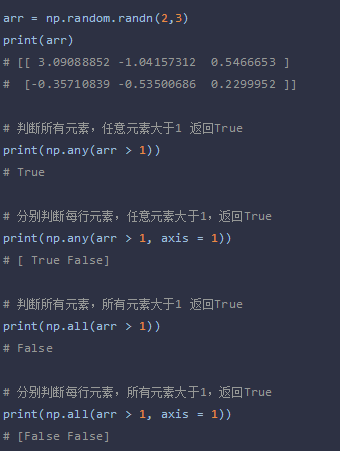 arr = np.random.randn(2,3)
print(arr)
# [[ 3.09088852 -1.04157312  0.5466653 ]
#  [-0.35710839 -0.53500686  0.2299952 ]]
# 判断所有元素，任意元素大于1 返回True
print(np.any(arr > 1))
# True
# 分别判断每行元素，任意元素大于1，返回True
print(np.any(arr > 1, axis = 1))
# [ True False]
# 判断所有元素，所有元素大于1 返回True
print(np.all(arr > 1))
# False
# 分别判断每行元素，所有元素大于1，返回True
print(np.all(arr > 1, axis = 1))
# [False False]